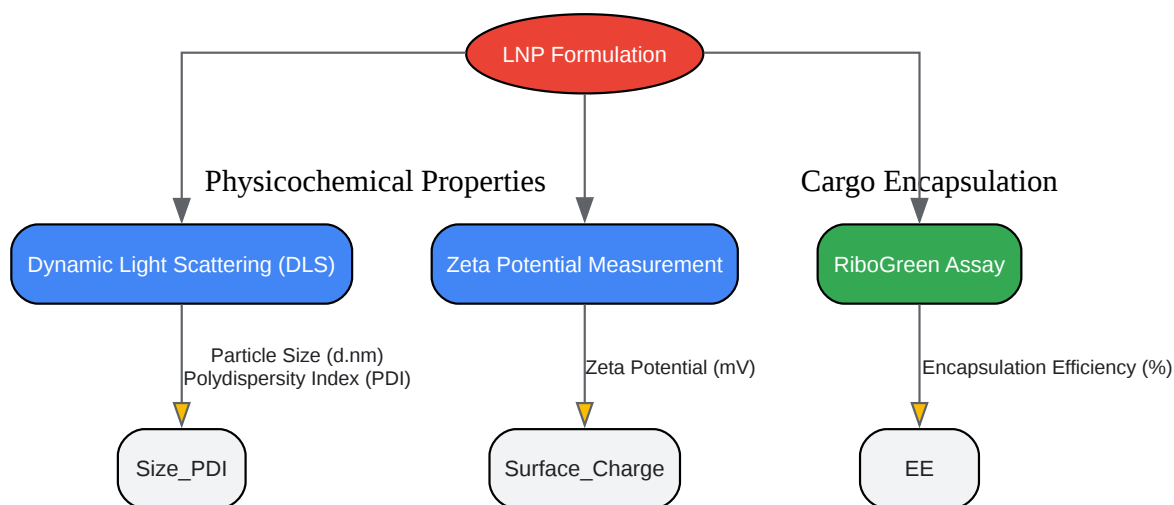 LNP Formulation
Physicochemical Properties
Cargo Encapsulation
Dynamic Light Scattering (DLS)
Zeta Potential Measurement
RiboGreen Assay
Particle Size (d.nm)
Polydispersity Index (PDI)
Zeta Potential (mV)
Encapsulation Efficiency (%)
Size_PDI
Surface_Charge
EE